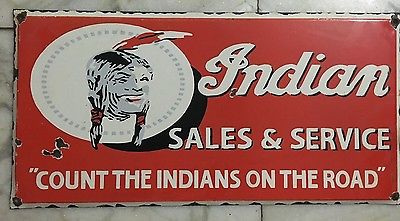 Indian
SALES & SERVICE
"COUNT THE INDIANS ON THE ROAD"